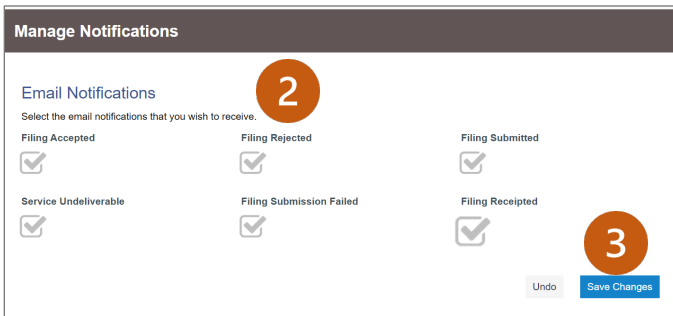 Manage Notifications
Email Notifications
2
Select the email notifications that you wish to receive.
Filing Accepted
Filing Rejected
Filing Submitted
Service Undeliverable
Filing Submission Failed
Filing Receipted
3
Undo
Save Changes